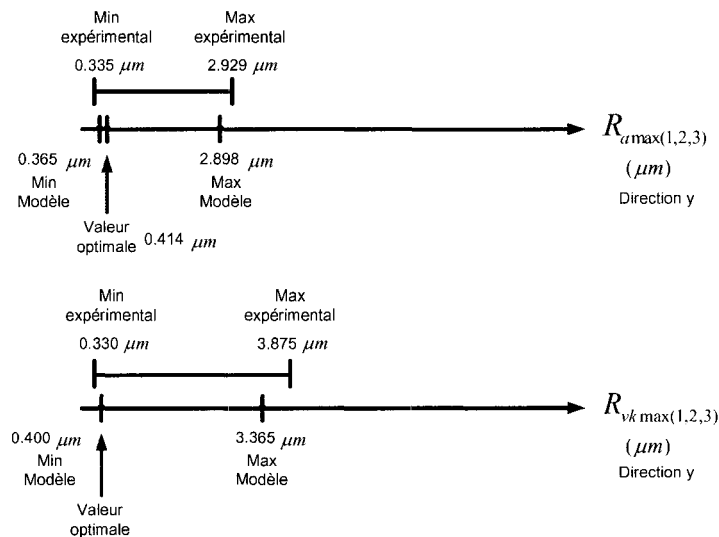 Min
expérimental
0.335 μm
Max
expérimental
2.929 μm
R a max(1,2,3)
(μm)
Direction y
0.365 μm
Min
Modèle
2.898 μm
Max
Modèle
Valeur
optimale 0.414 μm
Min
expérimental
0.330 μm
Max
expérimental
3.875 μm
R vk max(1,2,3)
(μm)
Direction y
0.400 μm
Min
Modèle
3.365 μm
Max
Modèle
Valeur
optimale